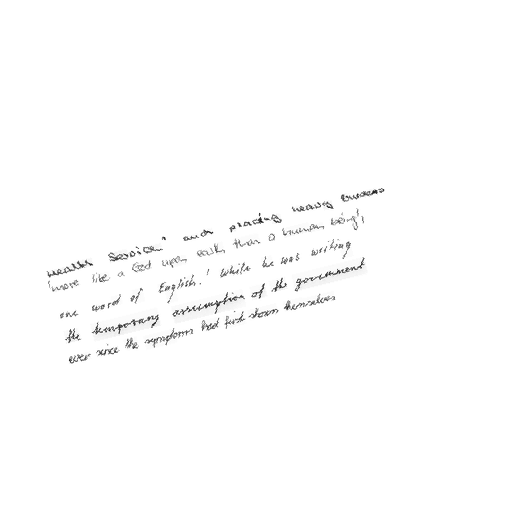 Health Service" and placing heavy burdens
'more like a God upon earth than a human being',
one word of English.' While he was writing
the temporary assumption of the government
ever since the symptoms had first shown themselves